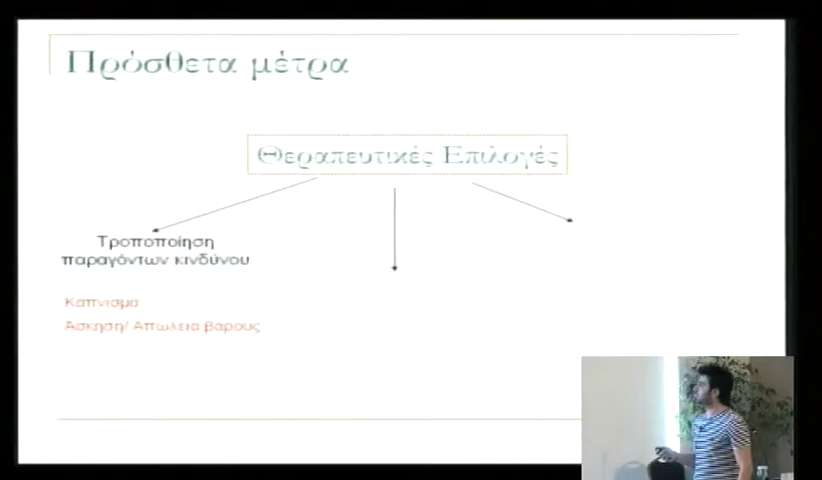 Πρόσθετα μέτρα
Θεραπευτικές Επιλογές
Τροποποίηση
παραγόντων κινδύνου
Κάπνισμα
Άσκηση/ Απώλεια βάρους